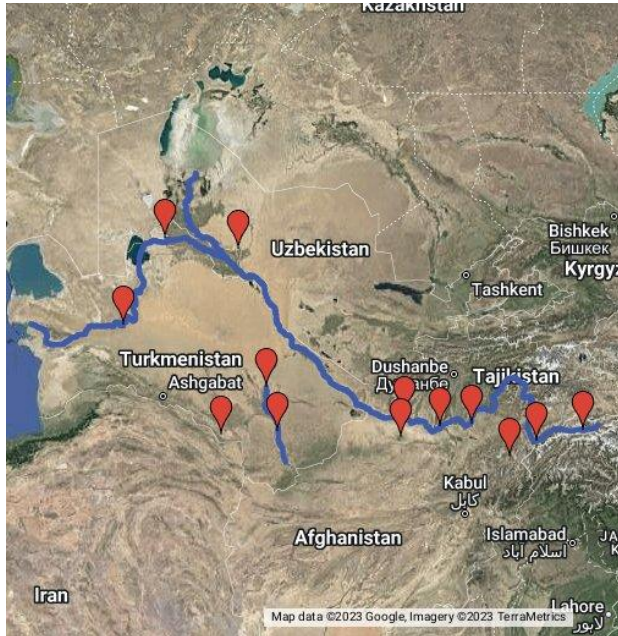 Kazakhstan
Bishkek
Бишкек
Uzbekistan
Kyrgyz
Tashkent
Turkmenistan
Ashgabat
Dushanbe
Tajikistan
Kabul
کابل
Afghanistan
Islamabad
اسلام آباد
JA
Iran
Lahore
لاہور
Map data ©2023 Google, Imagery ©2023 TerraMetrics